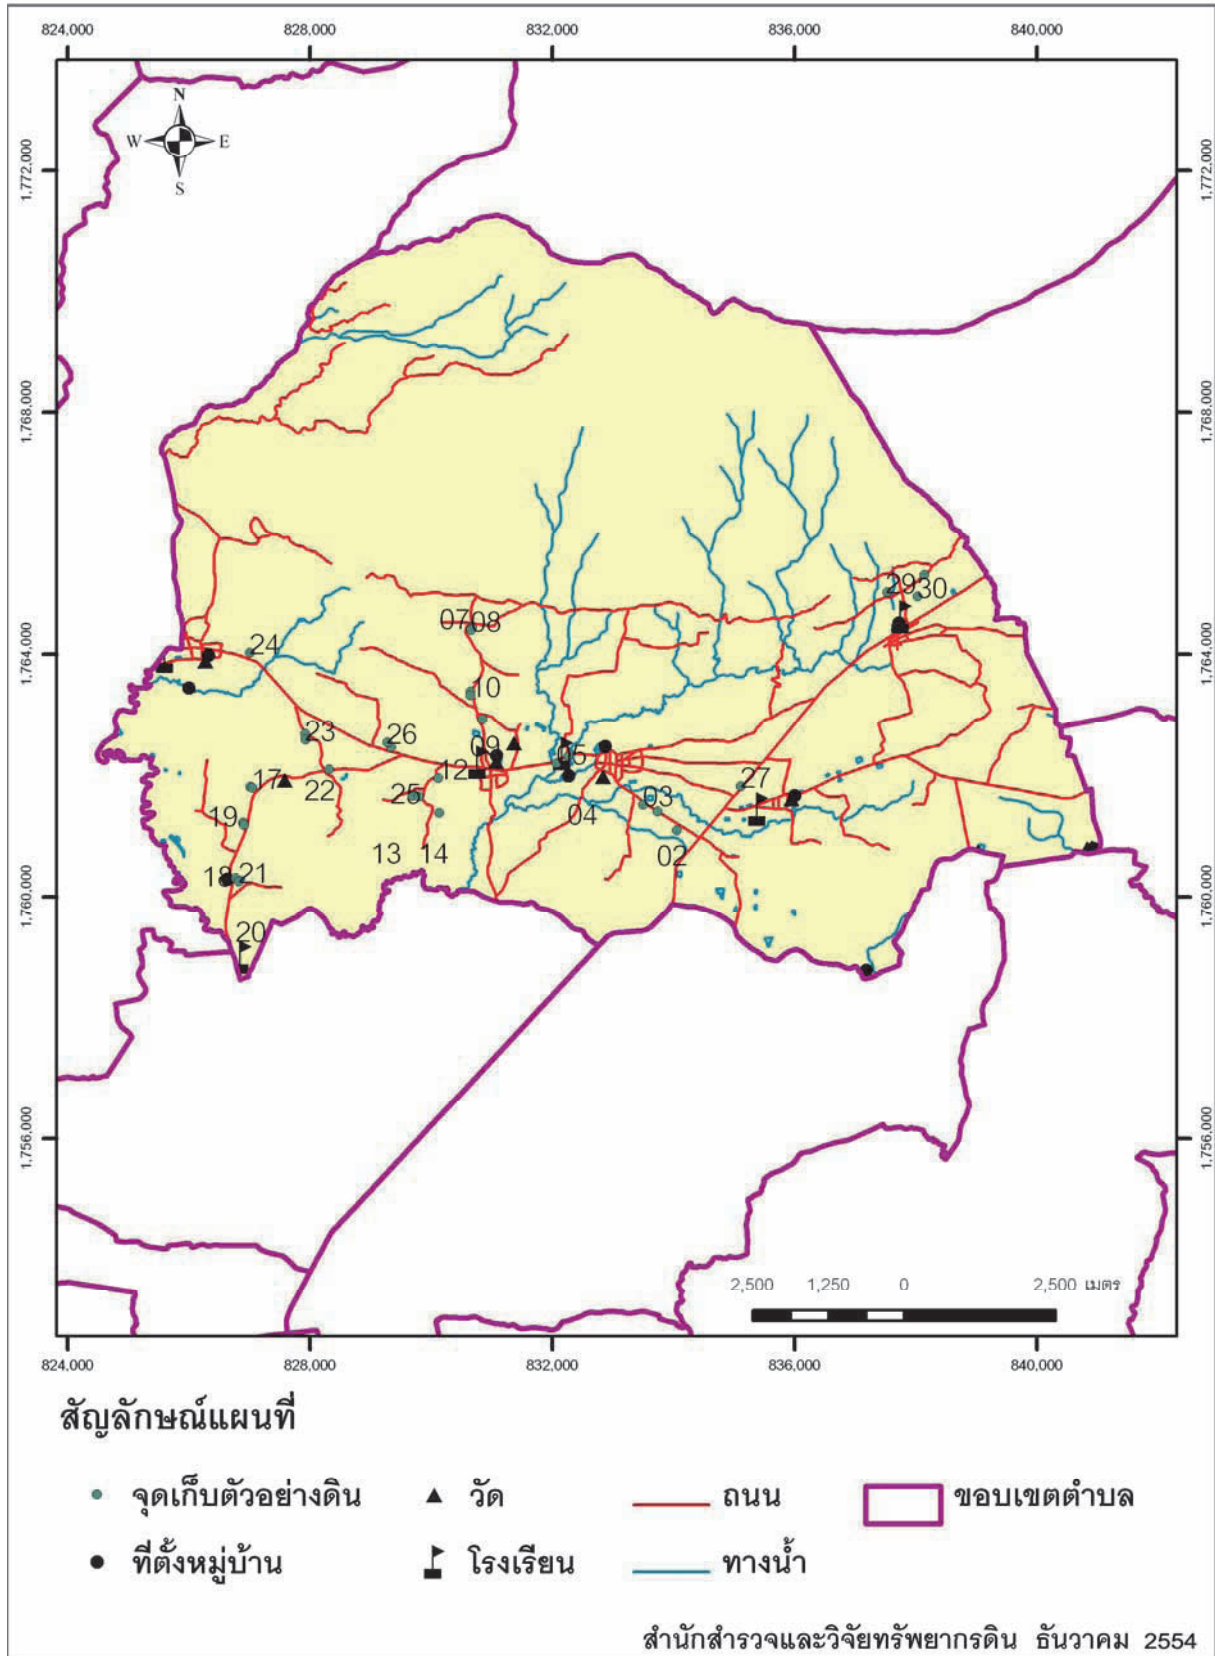 824,000 828,000 832,000 836,000 840,000
N
W E
S
1,772,000 1,772,000
1,768,000 1,768,000
29 30
07 08
24 1,764,000 1,764,000
10
23 26 09
05
12
17 22 25 27
03
19 04
13 14 02
18 21
1,760,000 1,760,000
20
1,756,000 1,756,000
2,500 1,250 0 2,500 เมตร
824,000 828,000 832,000 836,000 840,000
สัญลักษณ์แผนที่
จุดเก็บตัวอย่างดิน วัด ถนน ขอบเขตตำบล
ที่ตั้งหมู่บ้าน โรงเรียน ทางน้ำ
สำนักสำรวจและวิจัยทรัพยากรดิน ธันวาคม 2554